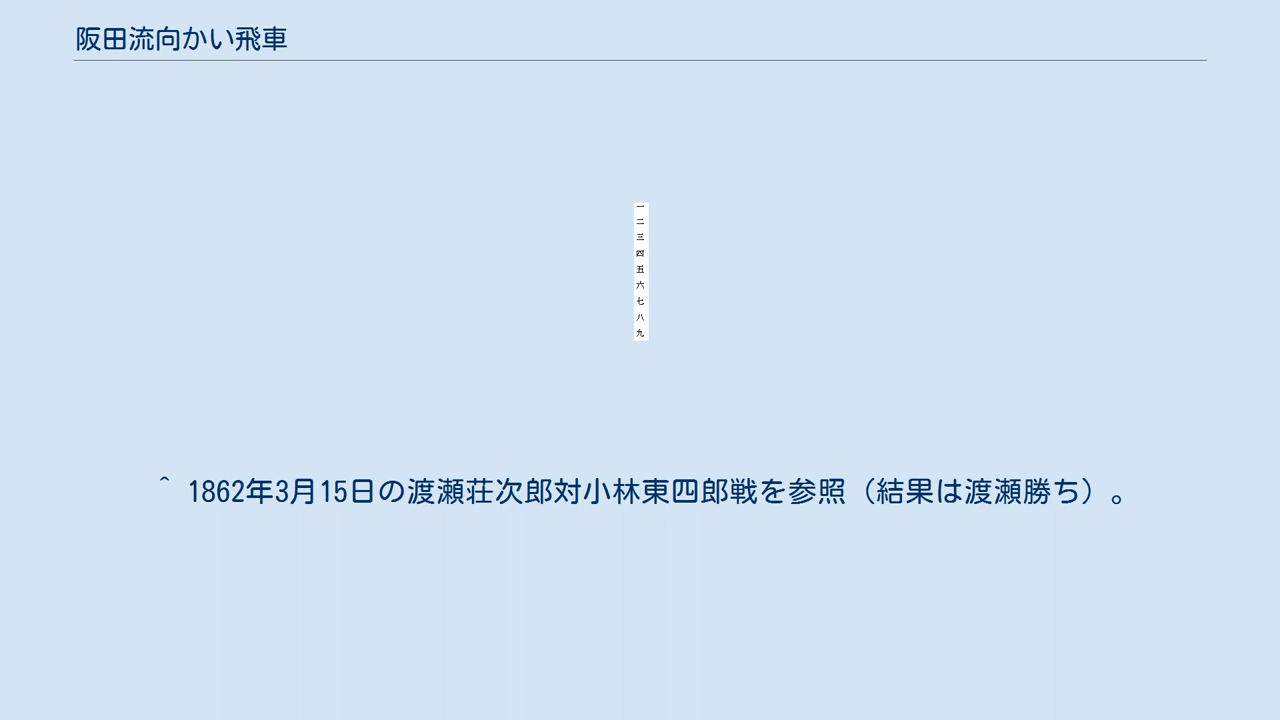 阪田流向かい飛車
一
二
三
四
五
六
七
八
九
^ 1862年3月15日の渡瀬荘次郎対小林東四郎戦を参照（結果は渡瀬勝ち）。